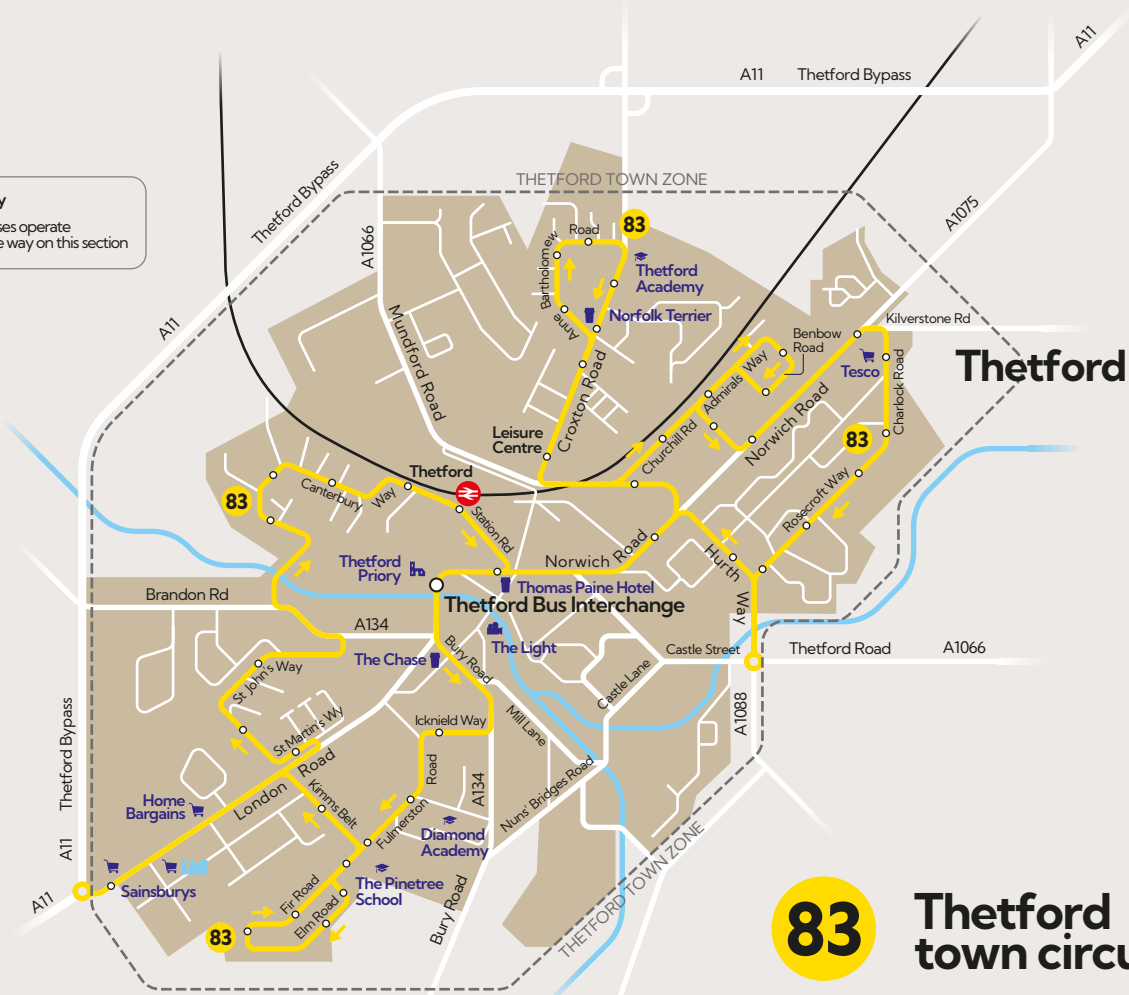 A11
A11 Thetford Bypass
THETFORD TOWN ZONE
Thetford Bypass
ses operate
way on this section
A1066
A1075
A11
Road
83
Bartholomew
Anne
Thetford
Academy
Norfolk Terrier
Mundford Road
Croxton Road
Leisure
Centre
Benbow
Road
Kilverstone Rd
Tesco
Thetford
Admirals Way
Churchill Rd
Norwich Road
Charlock Road
83
Rosecroft Way
Thetford
Canterbury Way
83
Station Rd
Thetford
Priory
Norwich Road
Hurth Way
Thomas Paine Hotel
Thetford Bus Interchange
Brandon Rd
A134
The Chase
Bury Road
The Light
Castle Street
Thetford Road A1066
Castle Lane
A1088
St John's Way
St Martin's Wy
Icknield Way
Mill Lane
Thetford Bypass
A11
London Road
Kimms Belt
Fulmerston Road
A134
Nuns' Bridges Road
Home
Bargains
Diamond
Academy
Sainsburys
The Pinetree
School
Fir Road
Elm Road
83
A11
Bury Road
THETFORD TOWN ZONE
83
Thetford
town circu